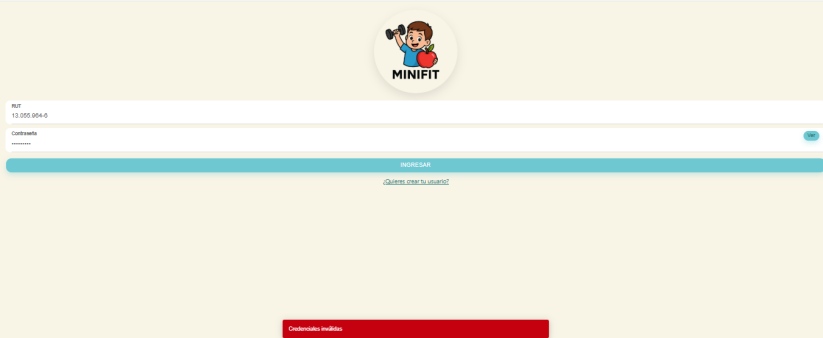 MINIFIT
RUT
13.055.964-6
Contraseña
Ver
INGRESAR
¿Quieres crear tu usuario?
Credenciales inválidas